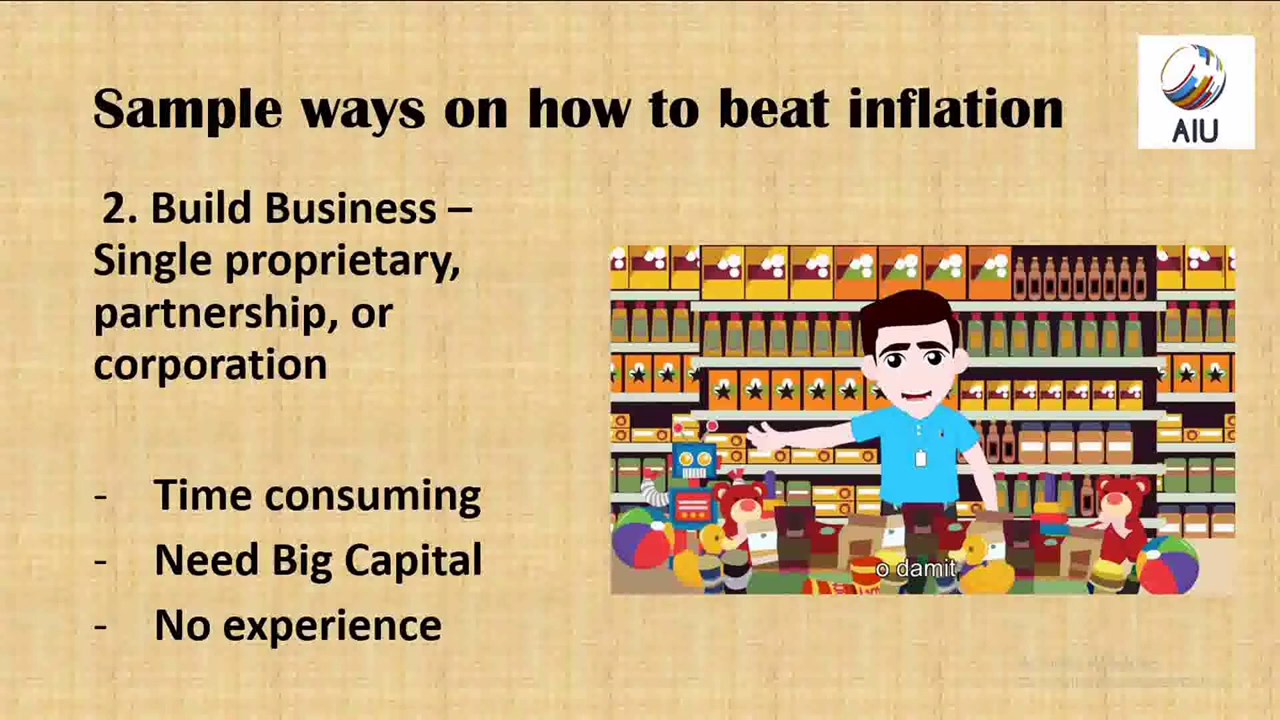 Sample ways on how to beat inflation
AIU
2. Build Business –
Single proprietary,
partnership, or
corporation
- Time consuming
- Need Big Capital
- No experience
o damit